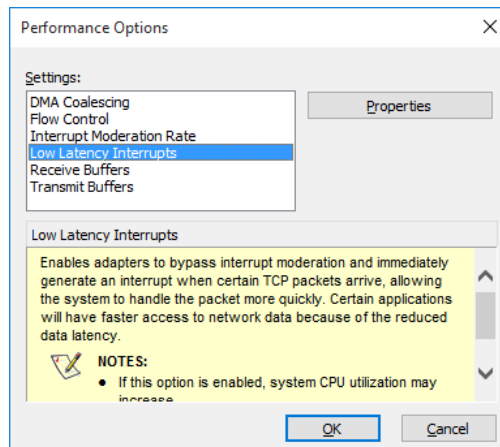 Performance Options
Settings:
DMA Coalescing
Flow Control
Interrupt Moderation Rate
Low Latency Interrupts
Receive Buffers
Transmit Buffers
Properties
Low Latency Interrupts
Enables adapters to bypass interrupt moderation and immediately
generate an interrupt when certain TCP packets arrive, allowing
the system to handle the packet more quickly. Certain applications
will have faster access to network data because of the reduced
data latency.
NOTES:
• If this option is enabled, system CPU utilization may
increase
OK
Cancel